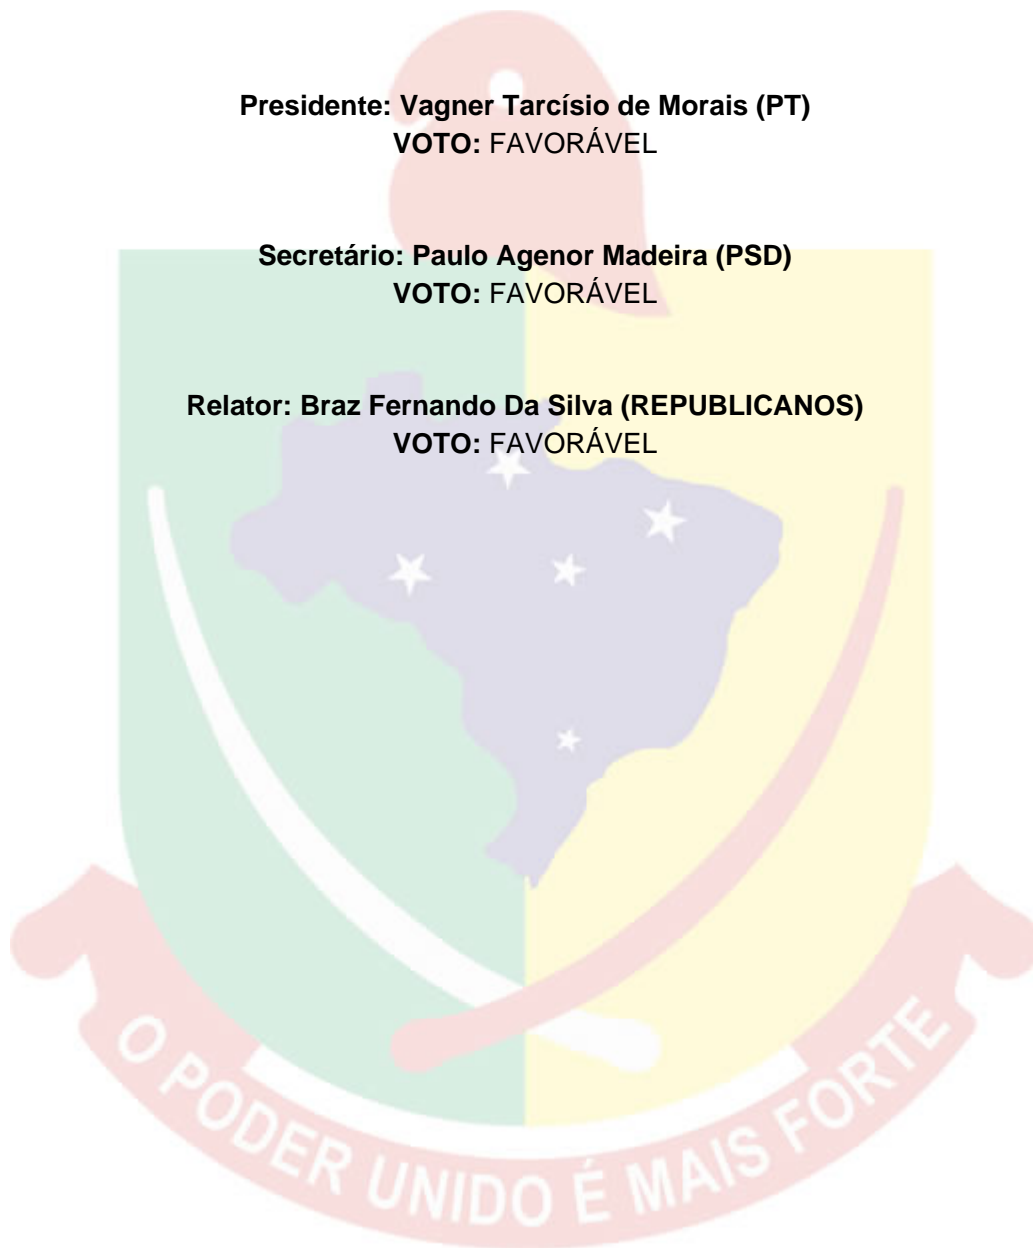 Presidente: Vagner Tarcísio de Morais (PT)
VOTO: FAVORÁVEL
Secretário: Paulo Agenor Madeira (PSD)
VOTO: FAVORÁVEL
Relator: Braz Fernando Da Silva (REPUBLICANOS)
VOTO: FAVORÁVEL
O PODER UNIDO É MAIS FORTE